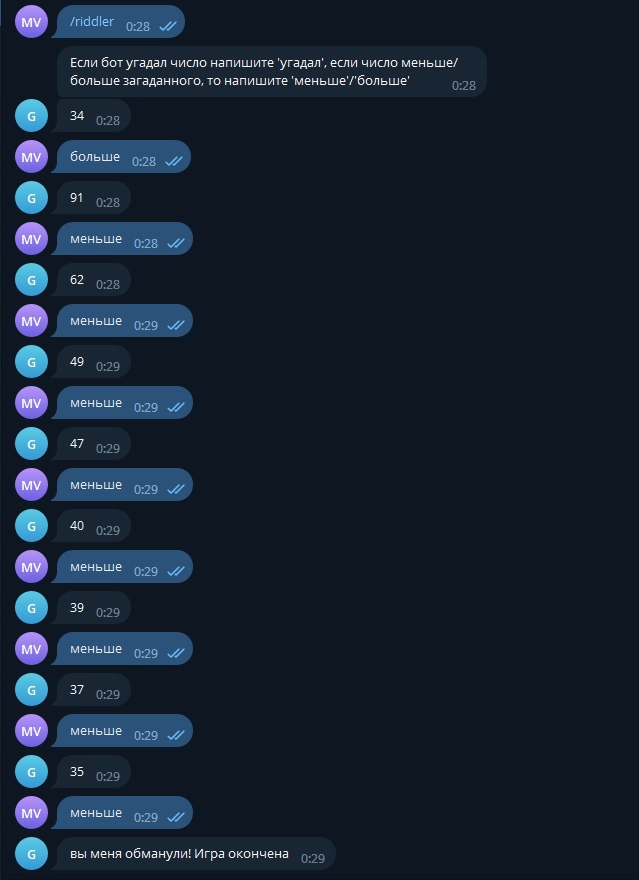 MV
/riddler 0:28
Если бот угадал число напишите 'угадал', если число меньше/
больше загаданного, то напишите 'меньше'/'больше'
0:28
G
34 0:28
MV
больше 0:28
G
91 0:28
MV
меньше 0:28
G
62 0:28
MV
меньше 0:29
G
49 0:29
MV
меньше 0:29
G
47 0:29
MV
меньше 0:29
G
40 0:29
MV
меньше 0:29
G
39 0:29
MV
меньше 0:29
G
37 0:29
MV
меньше 0:29
G
35 0:29
MV
меньше 0:29
G
вы меня обманули! Игра окончена 0:29